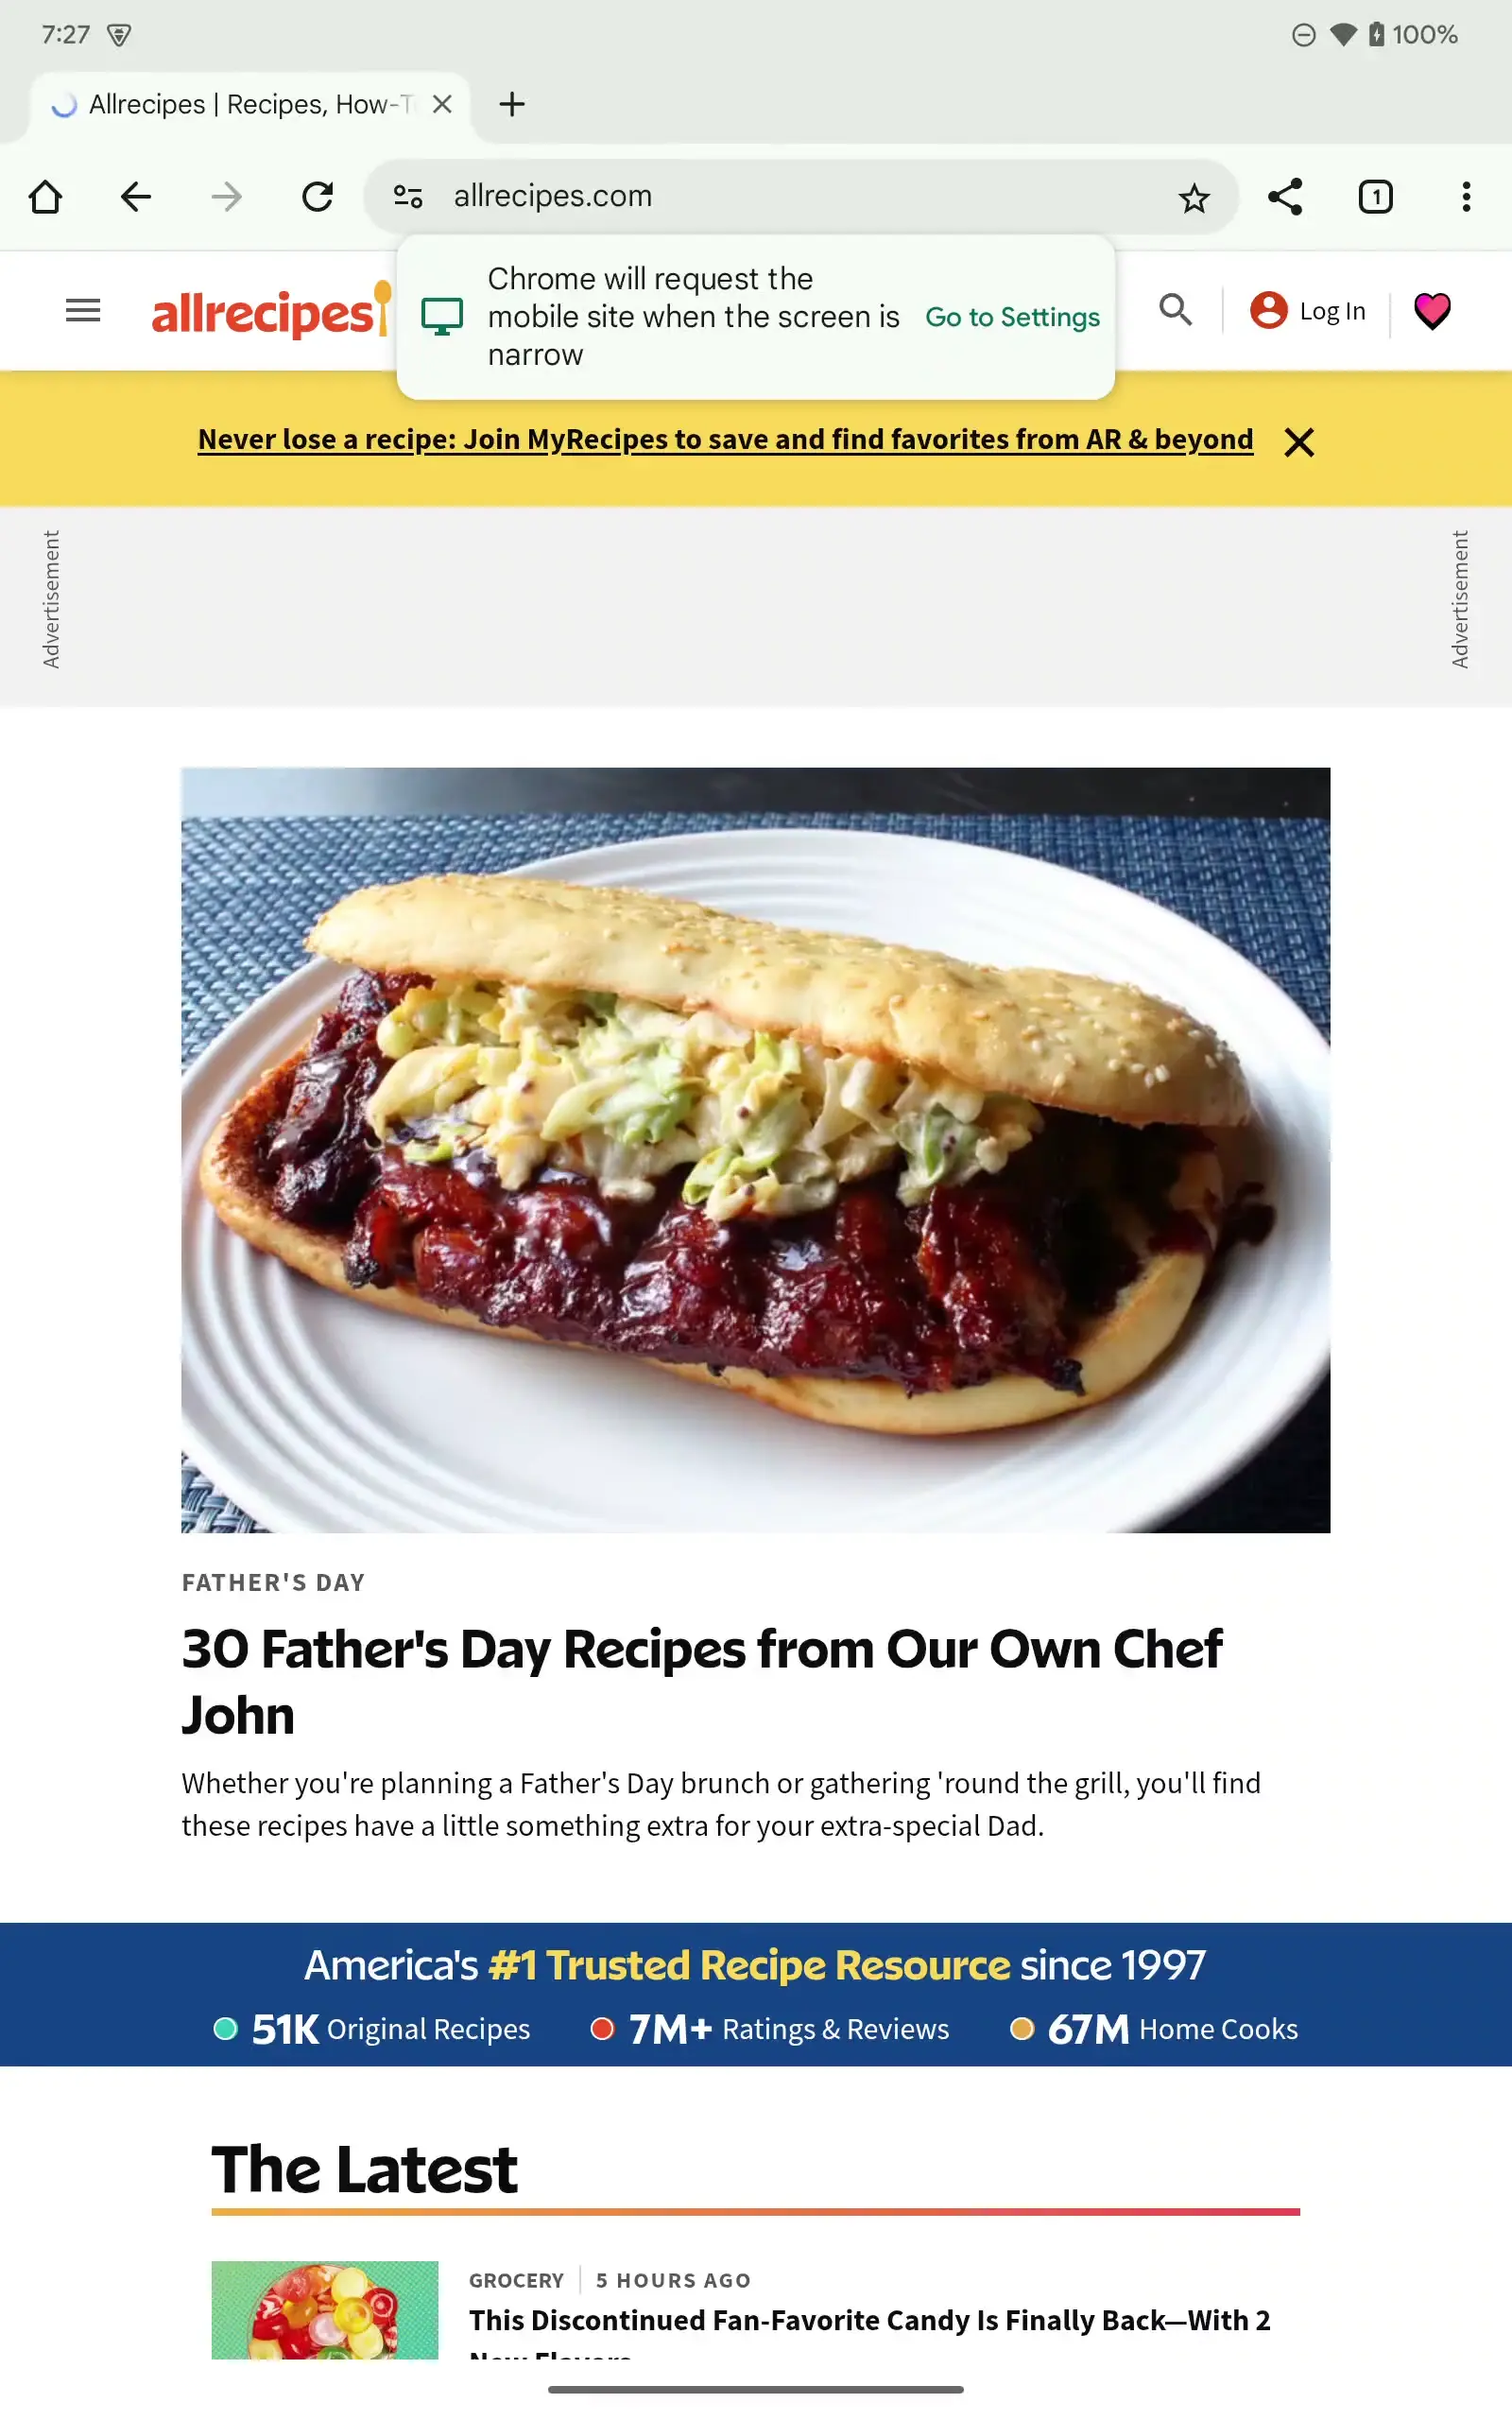 7:27
100%
Allrecipes | Recipes, How-T
allrecipes.com
1
Chrome will request the
mobile site when the screen is
narrow
Go to Settings
allrecipes
Log In
Never lose a recipe: Join MyRecipes to save and find favorites from AR & beyond
Advertisement
Advertisement
FATHER'S DAY
30 Father's Day Recipes from Our Own Chef
John
Whether you're planning a Father's Day brunch or gathering 'round the grill, you'll find
these recipes have a little something extra for your extra-special Dad.
America's #1 Trusted Recipe Resource since 1997
51K Original Recipes 7M+ Ratings & Reviews 67M Home Cooks
The Latest
GROCERY 5 HOURS AGO
This Discontinued Fan-Favorite Candy Is Finally Back—With 2
New Flavors